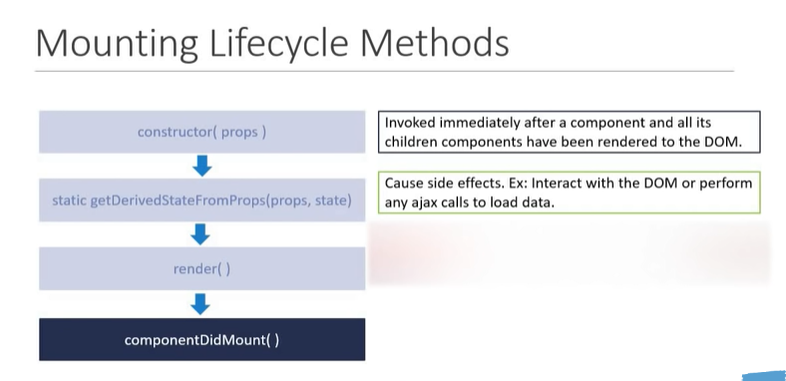 Mounting Lifecycle Methods
constructor( props )
static getDerivedStateFromProps(props, state)
render( )
componentDidMount( )
Invoked immediately after a component and all its
children components have been rendered to the DOM.
Cause side effects. Ex: Interact with the DOM or perform
any ajax calls to load data.